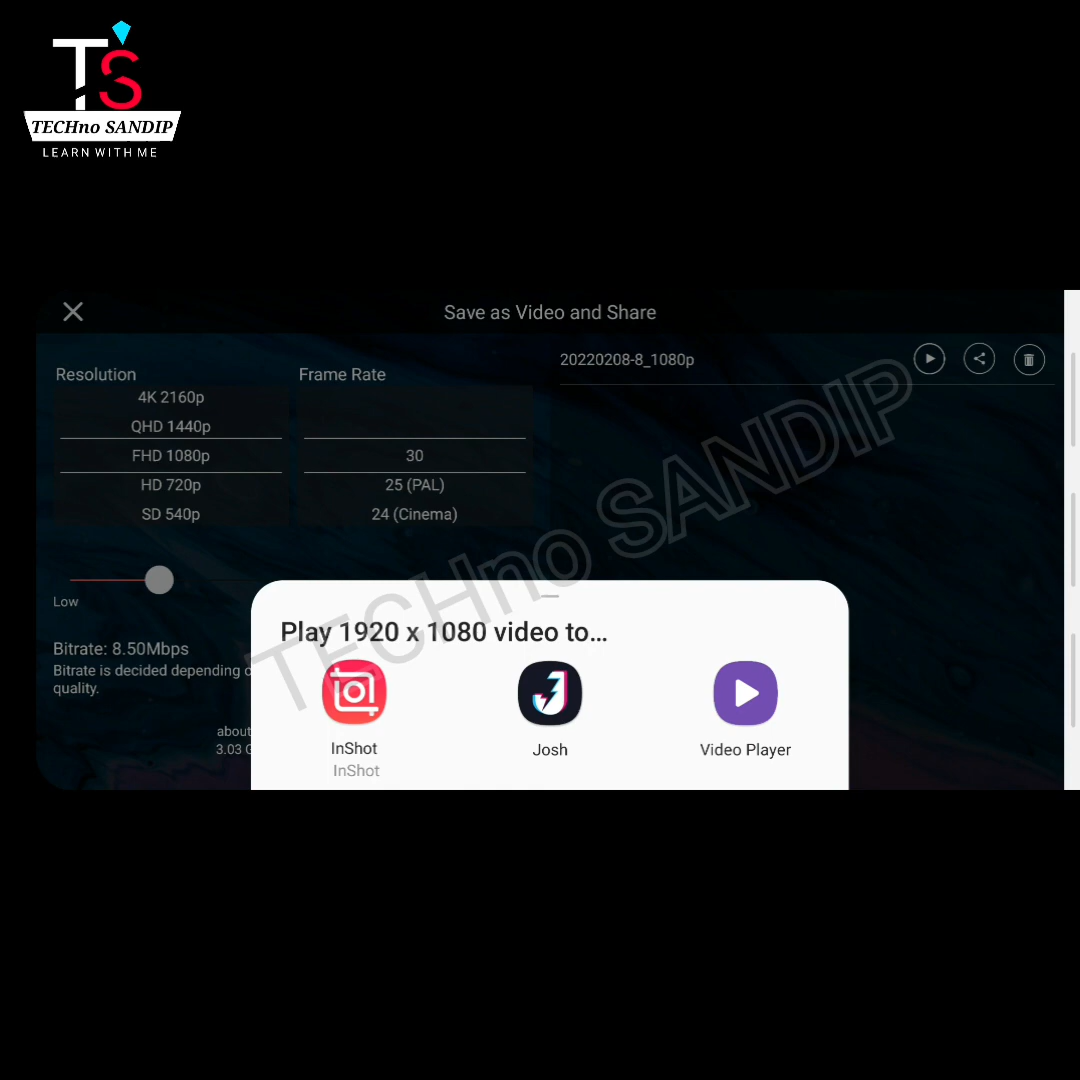 TS
TECHno SANDIP
LEARN WITH ME
Save as Video and Share
20220208-8_1080p
Resolution
Frame Rate
4K 2160p
QHD 1440p
FHD 1080p
HD 720p
SD 540p
30
25 (PAL)
24 (Cinema)
Low
Bitrate: 8.50Mbps
Bitrate is decided depending
quality.
about
3.03
Play 1920 x 1080 video to...
InShot
InShot
Josh
Video Player
TECHno SANDIP